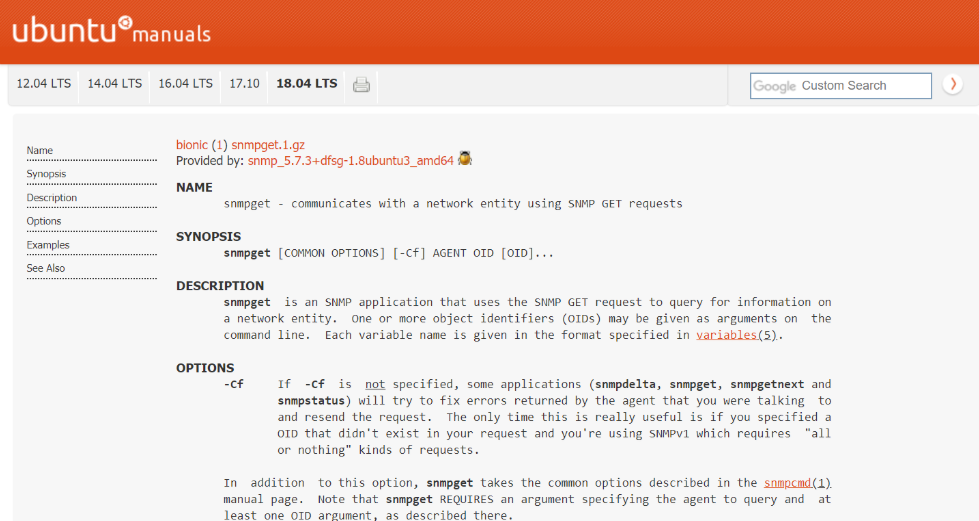 ubuntu manuals
12.04 LTS 14.04 LTS 16.04 LTS 17.10 18.04 LTS Google Custom Search
Name
Synopsis
Description
Options
Examples
See Also
bionic (1) snmpget.1.gz
Provided by: snmp_5.7.3+dfsg-1.8ubuntu3_amd64
NAME
snmpget - communicates with a network entity using SNMP GET requests
SYNOPSIS
snmpget [COMMON OPTIONS] [-Cf] AGENT OID [OID]...
DESCRIPTION
snmpget is an SNMP application that uses the SNMP GET request to query for information on
a network entity. One or more object identifiers (OIDs) may be given as arguments on the
command line. Each variable name is given in the format specified in variables(5).
OPTIONS
-Cf If -Cf is not specified, some applications (snmpdelta, snmpget, snmpgetnext and
snmpstatus) will try to fix errors returned by the agent that you were talking to
and resend the request. The only time this is really useful is if you specified a
OID that didn't exist in your request and you're using SNMPv1 which requires "all
or nothing" kinds of requests.
In addition to this option, snmpget takes the common options described in the snmpcmd(1)
manual page. Note that snmpget REQUIRES an argument specifying the agent to query and at
least one OID argument, as described there.